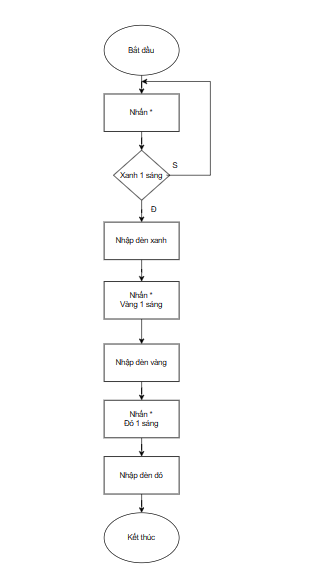 Bắt đầu
Nhấn *
Xanh 1 sáng
S
Đ
Nhập đèn xanh
Nhấn *
Vàng 1 sáng
Nhập đèn vàng
Nhấn *
Đỏ 1 sáng
Nhập đèn đỏ
Kết thúc